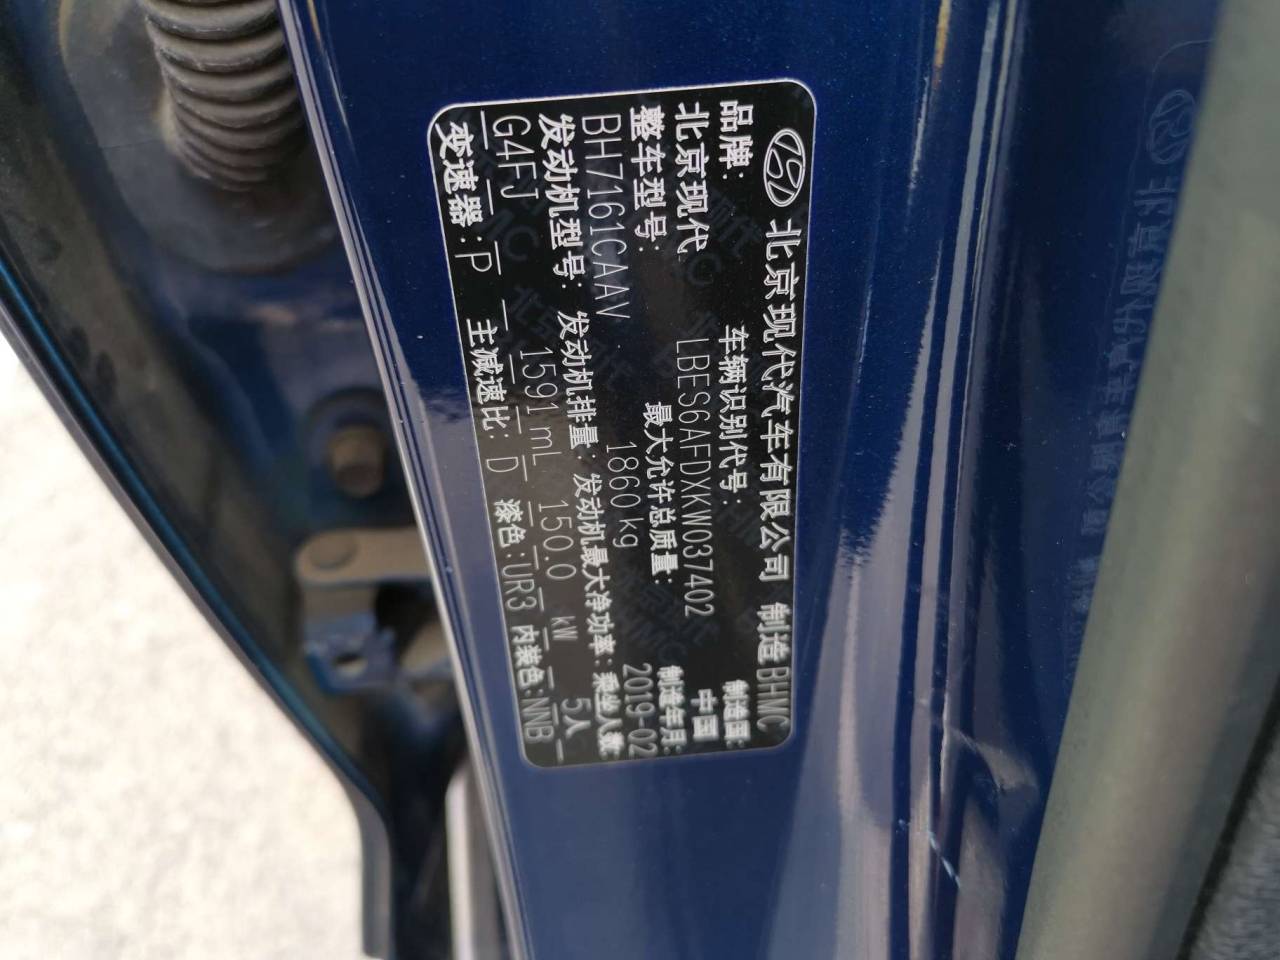 北京现代汽车有限公司 制造 BHMC
品牌: 车辆识别代号: 制造国:
北京现代 LBES6AFDXKW037402 中国
整车型号: 最大允许总质量: 制造年月:
BH7161CAAV 1860kg 2019-02
发动机型号: 发动机排量: 发动机最大净功率: 乘坐人数:
G4FJ 1591mL 150.0 kW 5人
变速器: P 主减速比: D 漆色: UR3 内装色: NNB